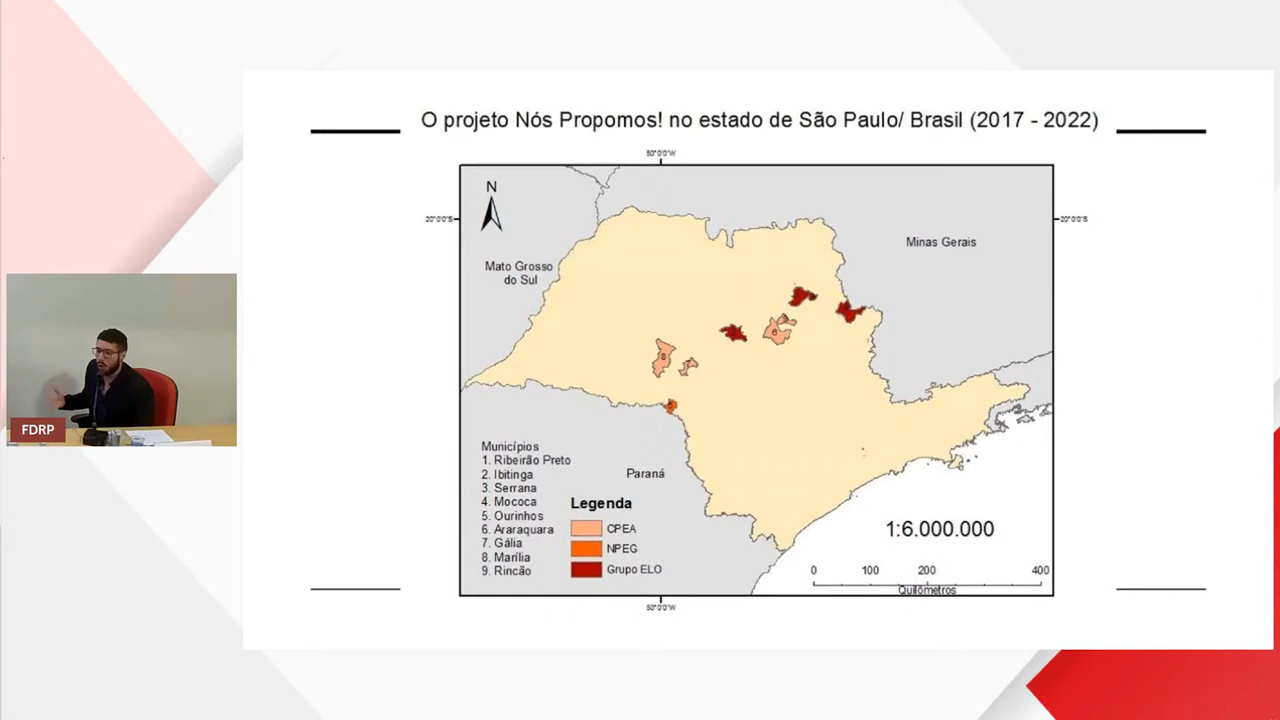 O projeto Nós Propomos! no estado de São Paulo/ Brasil (2017 - 2022)
50°0'0"W
N
20°0'0"S
20°0'0"S
Minas Gerais
Mato Grosso
do Sul
8
7
6
Municípios
1. Ribeirão Preto
2. Ibitinga
3. Serrana
4. Mococa
5. Ourinhos
6. Araraquara
7. Gália
8. Marília
9. Rincão
Paraná
Legenda
CPEA
NPEG
Grupo ELO
1:6.000.000
0 100 200 400
Quilômetros
50°0'0"W
FDRP